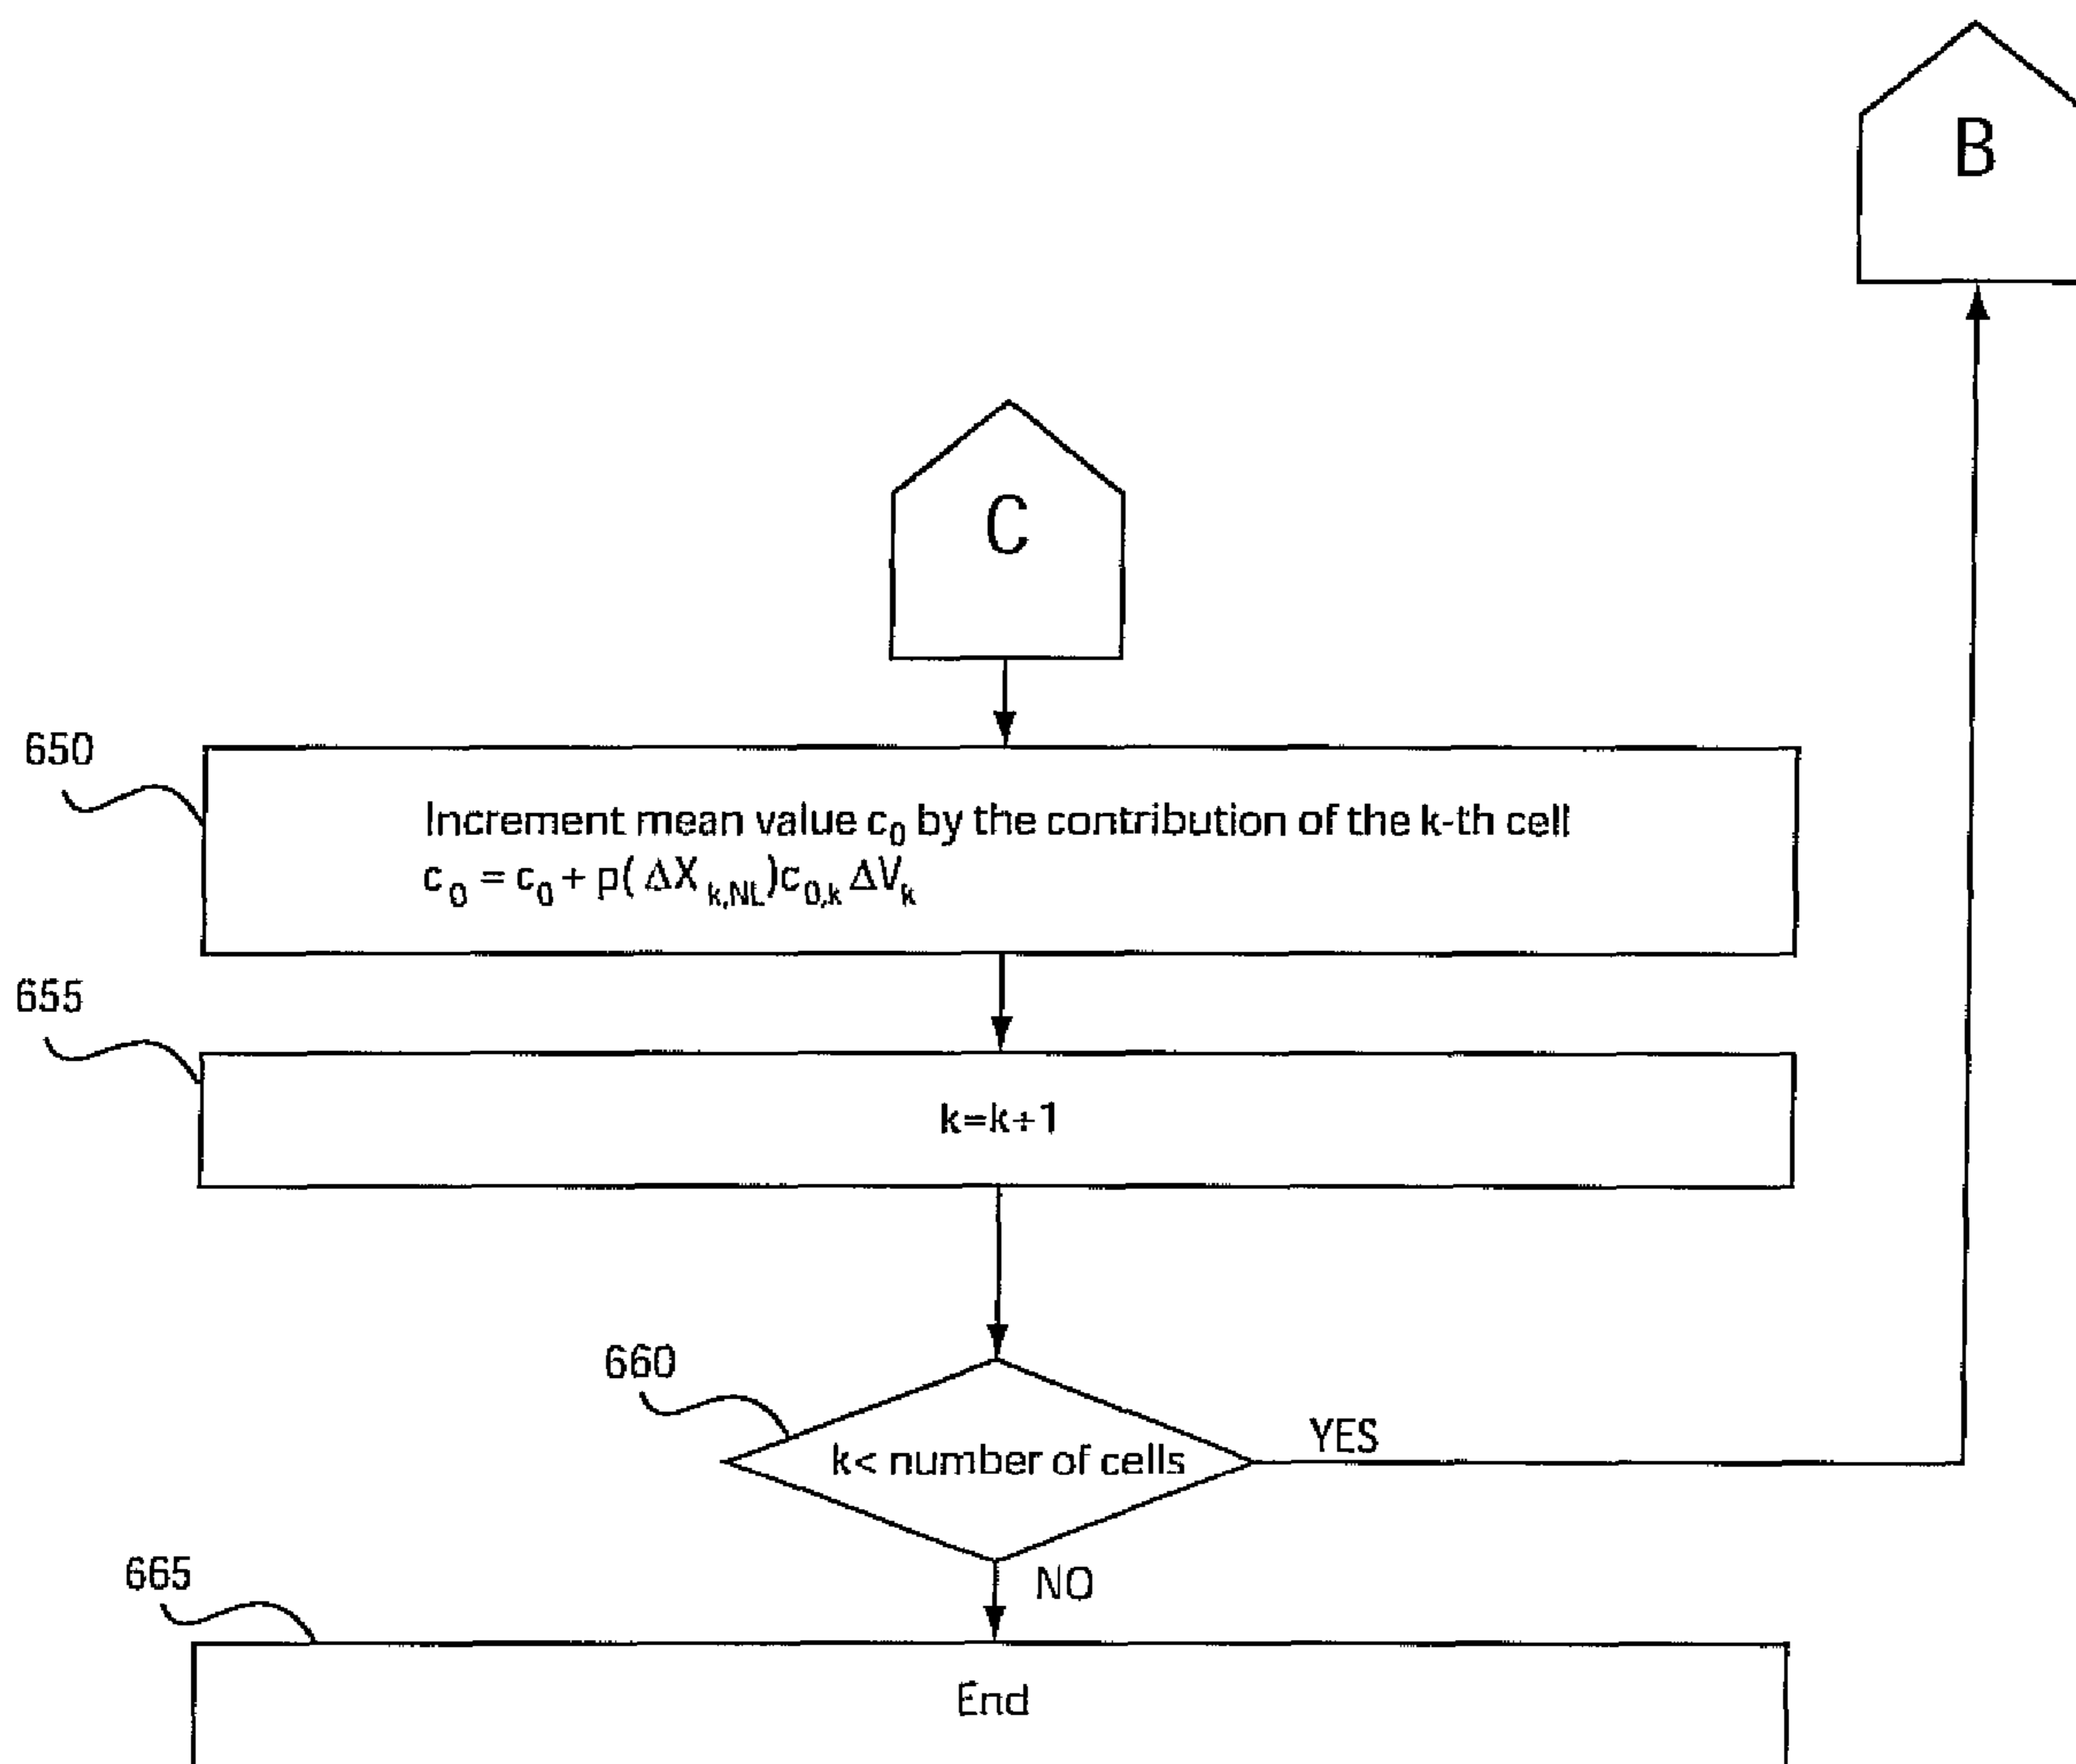 B
C
650
Increment mean value c₀ by the contribution of the k-th cell
c₀ = c₀ + p( ΔX k,NL)c₀,k ΔVk
655
k=k+1
660
k< number of cells
YES
NO
665
End